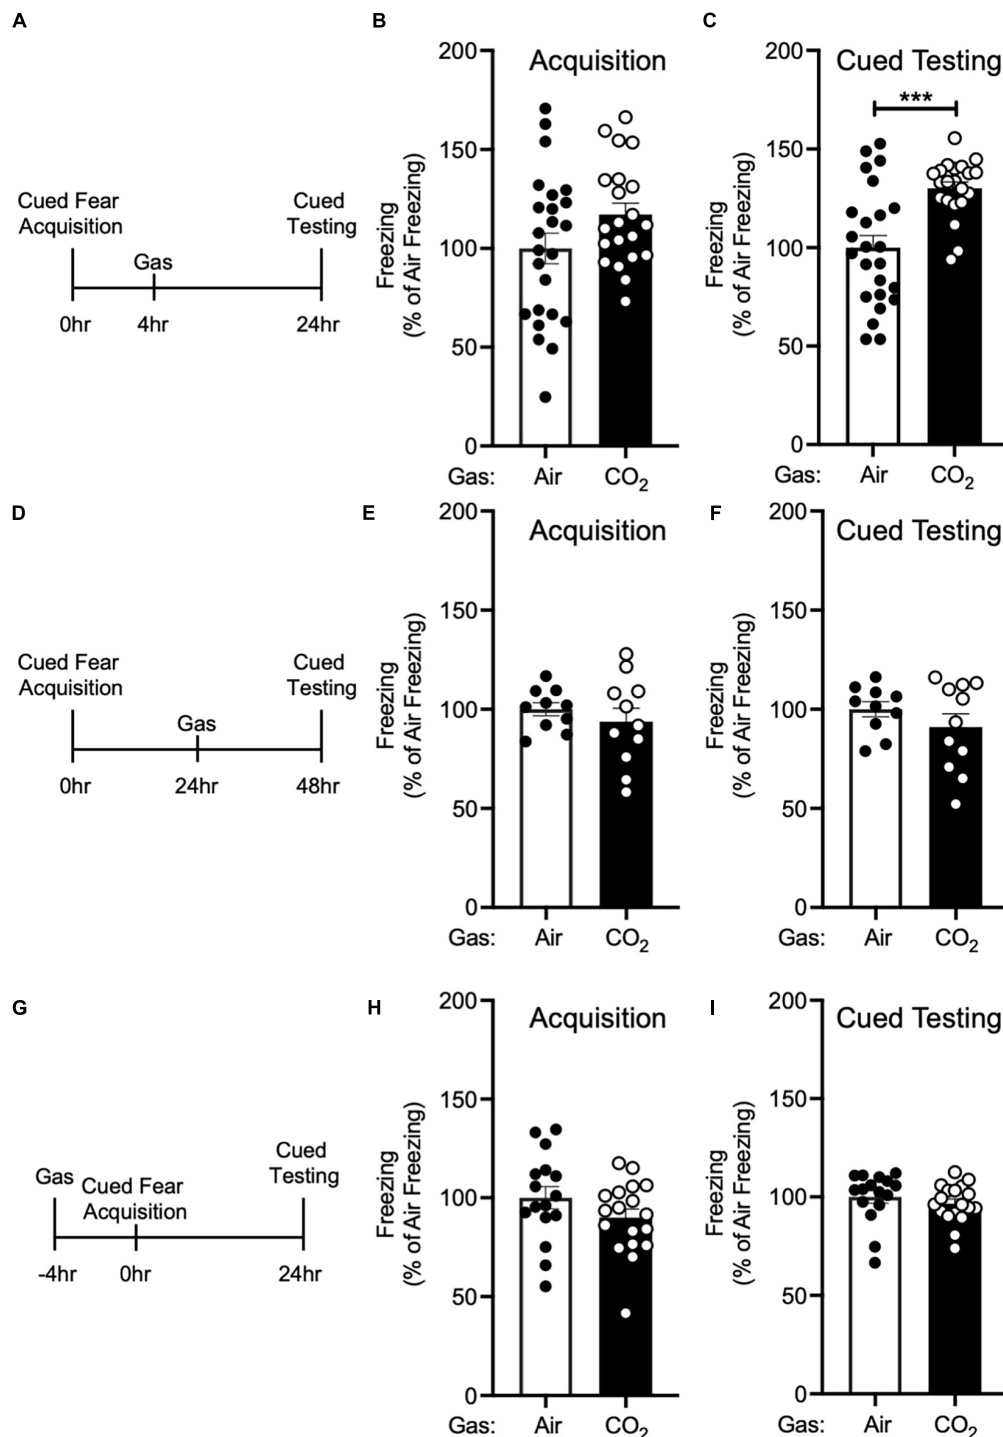 A
B
C
Cued Fear
Acquisition
Gas
Cued
Testing
0hr
4hr
24hr
Acquisition
Freezing
(% of Air Freezing)
200
150
100
50
0
Gas:
Air
CO2
Cued Testing
***
Freezing
(% of Air Freezing)
200
150
100
50
0
Air
CO2
D
E
F
Cued Fear
Acquisition
Gas
Cued
Testing
0hr
24hr
48hr
Acquisition
Freezing
(% of Air Freezing)
200
150
100
50
0
Gas:
Air
CO2
Cued Testing
Freezing
(% of Air Freezing)
200
150
100
50
0
Gas:
Air
CO2
G
H
I
Gas
Cued Fear
Acquisition
Cued
Testing
-4hr
0hr
24hr
Acquisition
Freezing
(% of Air Freezing)
200
150
100
50
0
Gas:
Air
CO2
Cued Testing
Freezing
(% of Air Freezing)
200
150
100
50
0
Gas:
Air
CO2